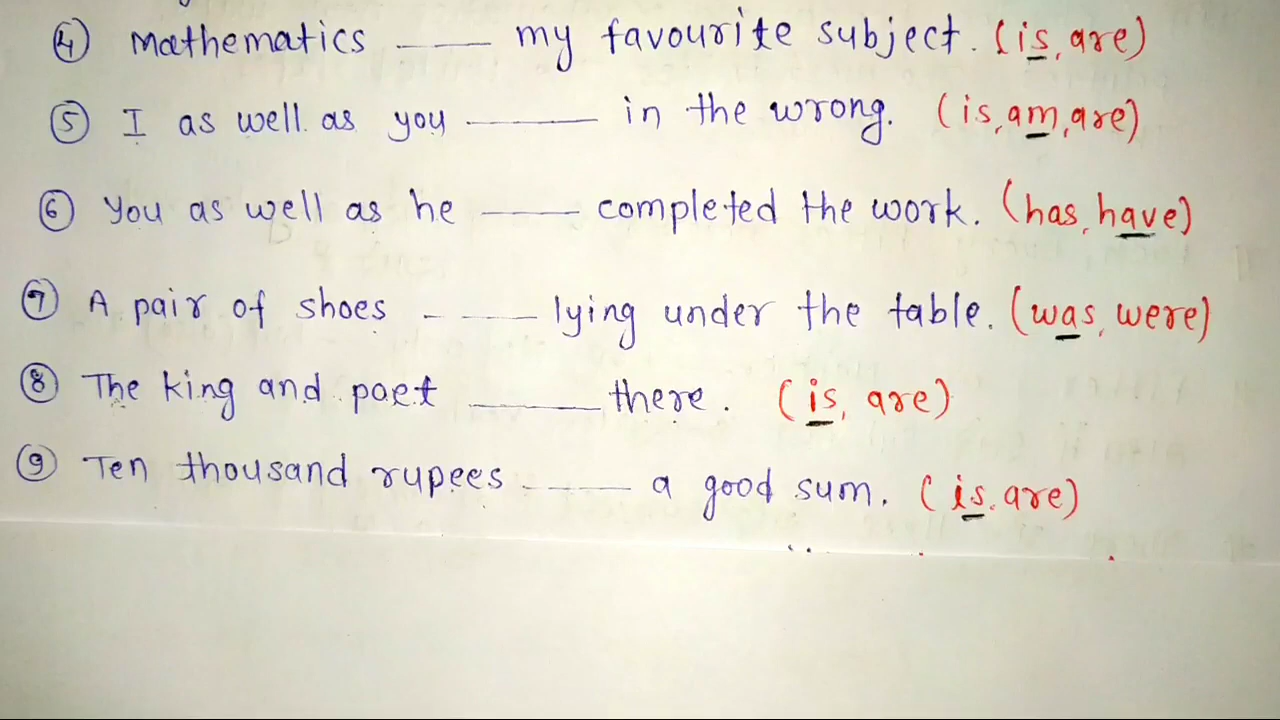 ④ Mathematics ____ my favourite subject. (is, are)
⑤ I as well as you ____ in the wrong. (is, am, are)
⑥ You as well as he ____ completed the work. (has, have)
⑦ A pair of shoes ____ lying under the table. (was, were)
⑧ The king and poet ____ there. (is, are)
⑨ Ten thousand rupees ____ a good sum. (is, are)